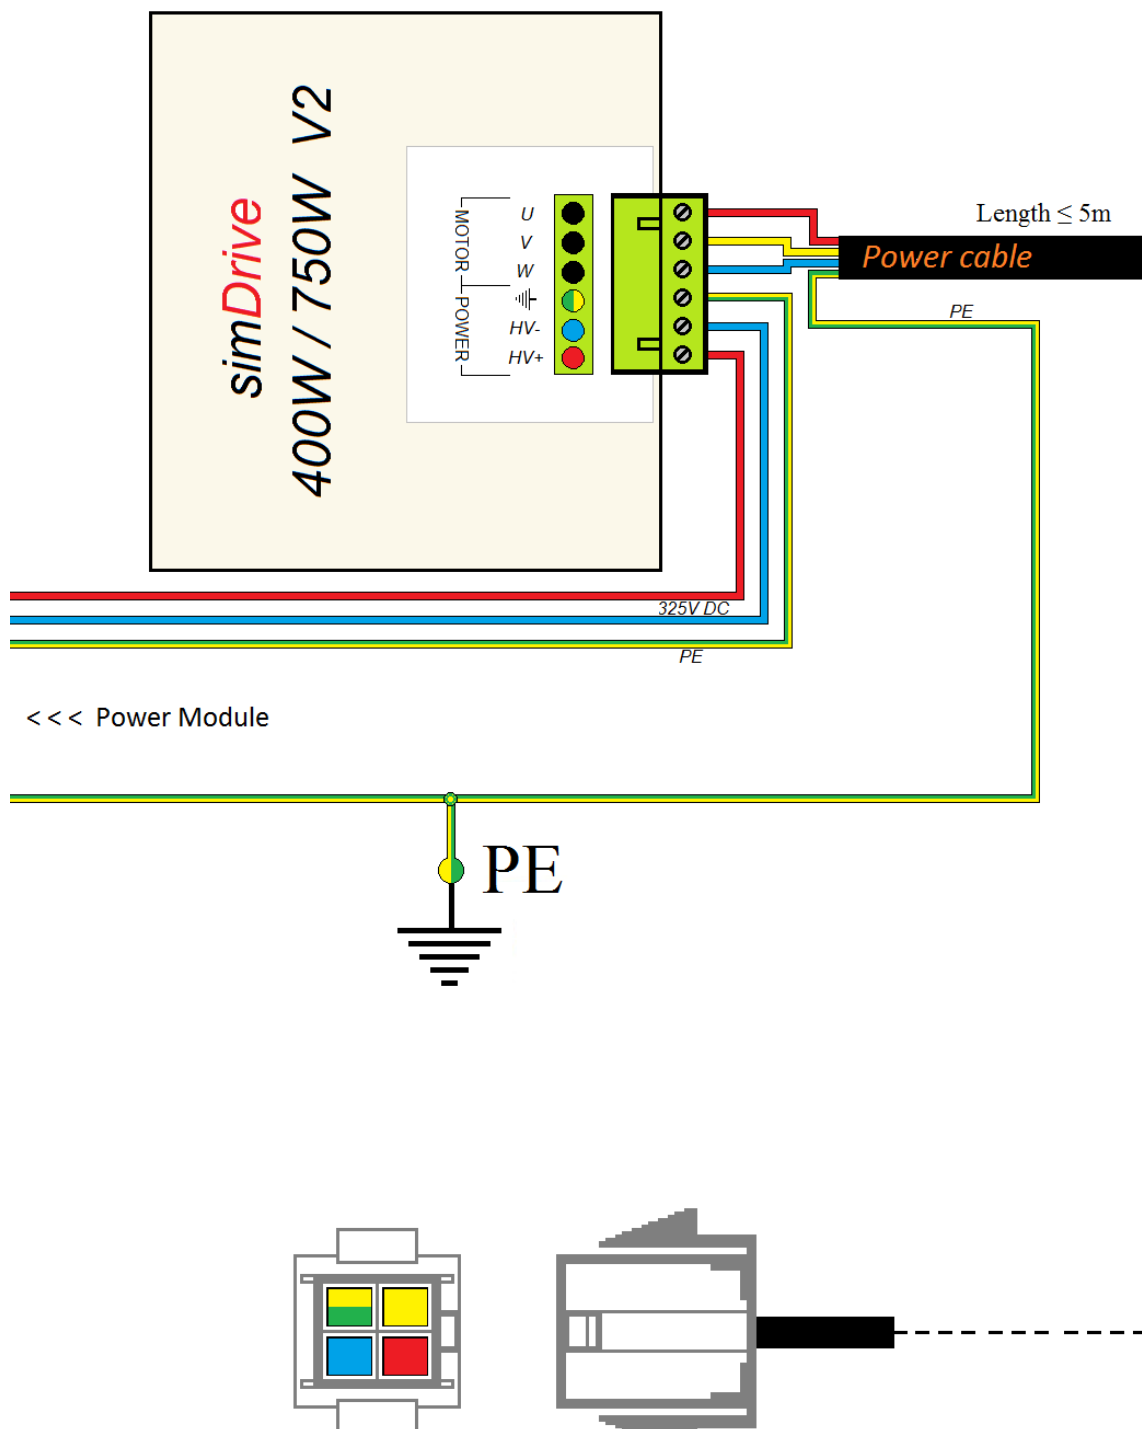 simDrive
400W / 750W V2
MOTOR
POWER
U
V
W
HV-
HV+
Length ≤ 5m
Power cable
PE
325V DC
PE
< < < Power Module
PE